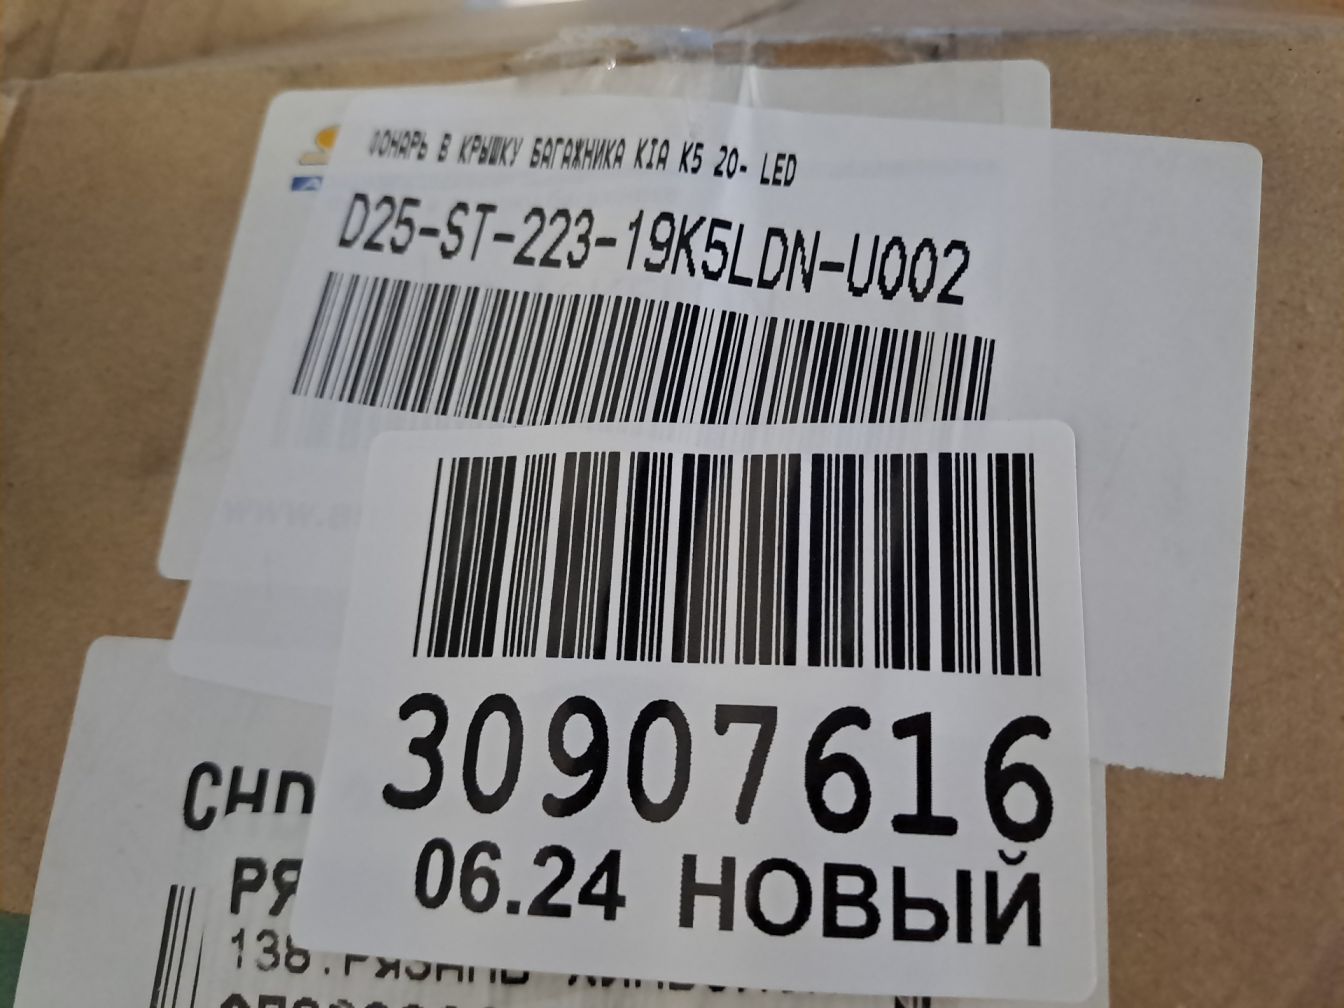 ФОНАРЬ В КРЫШКУ БАГАЖНИКА KIA K5 20- LED
D25-ST-223-19K5LDN-U002
30907616
06.24 НОВЫЙ